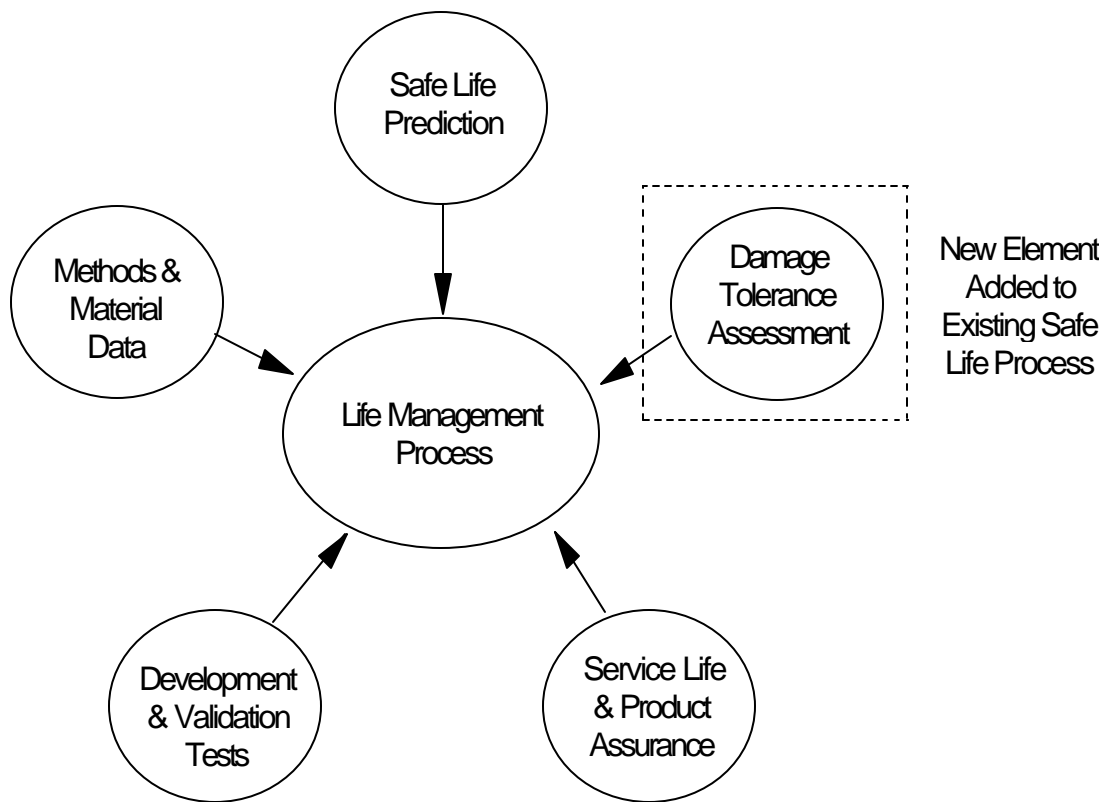 Safe Life
Prediction
Methods &
Material
Data
Damage
Tolerance
Assessment
New Element
Added to
Existing Safe
Life Process
Life Management
Process
Development
& Validation
Tests
Service Life
& Product
Assurance